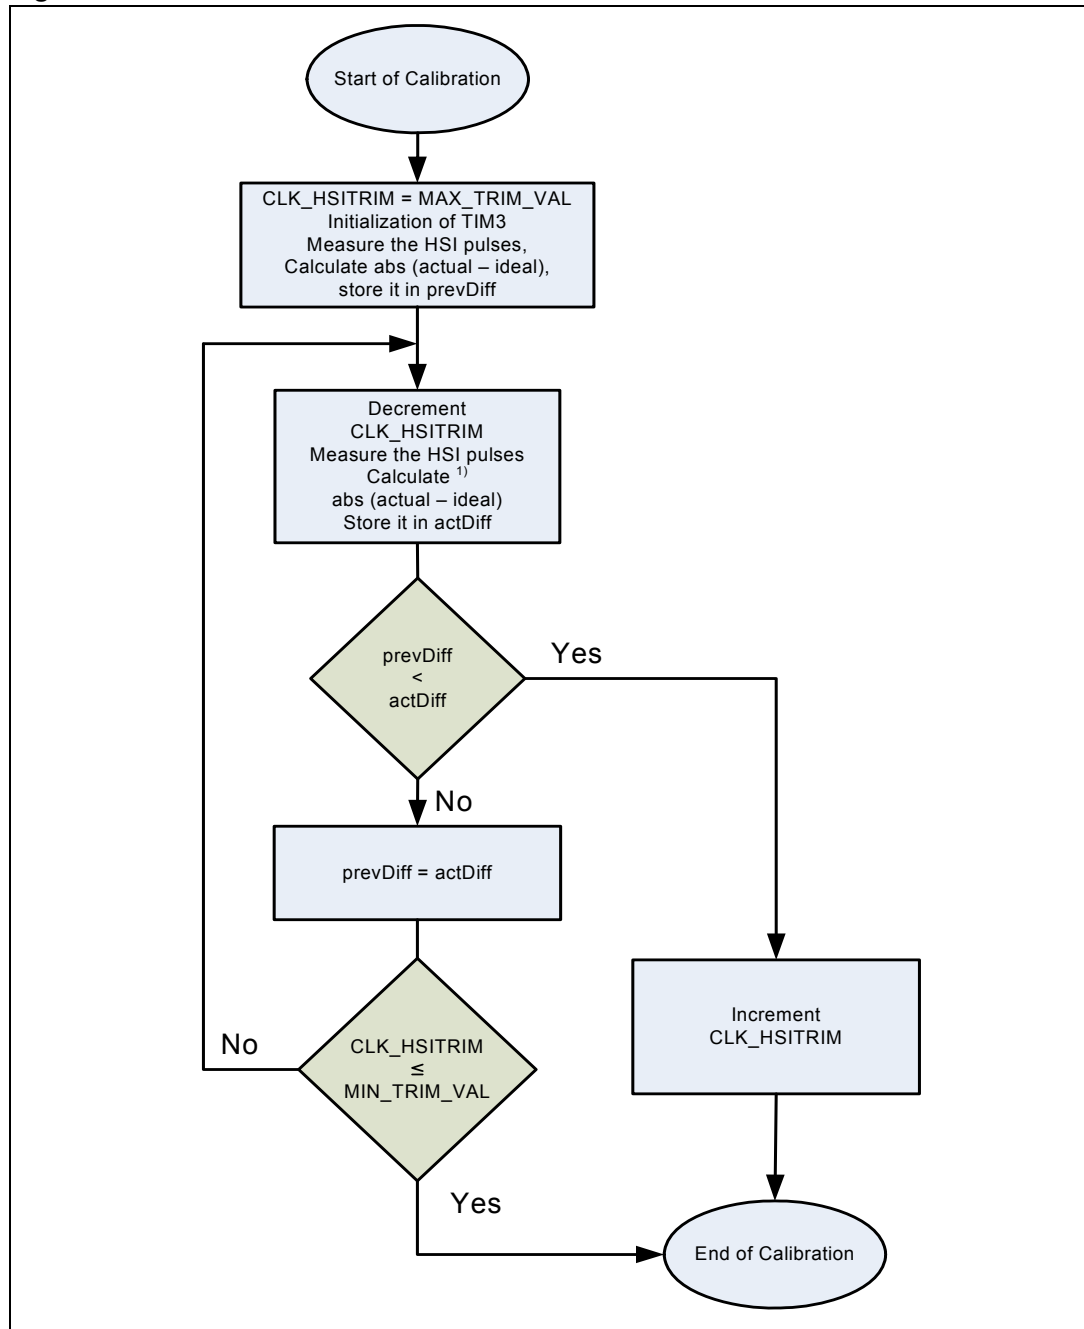 Start of Calibration
CLK_HSITRIM = MAX_TRIM_VAL
Initialization of TIM3
Measure the HSI pulses,
Calculate abs (actual – ideal),
store it in prevDiff
Decrement
CLK_HSITRIM
Measure the HSI pulses
Calculate 1)
abs (actual – ideal)
Store it in actDiff
prevDiff
<
actDiff
Yes
No
prevDiff = actDiff
CLK_HSITRIM
≤
MIN_TRIM_VAL
No
Increment
CLK_HSITRIM
Yes
End of Calibration